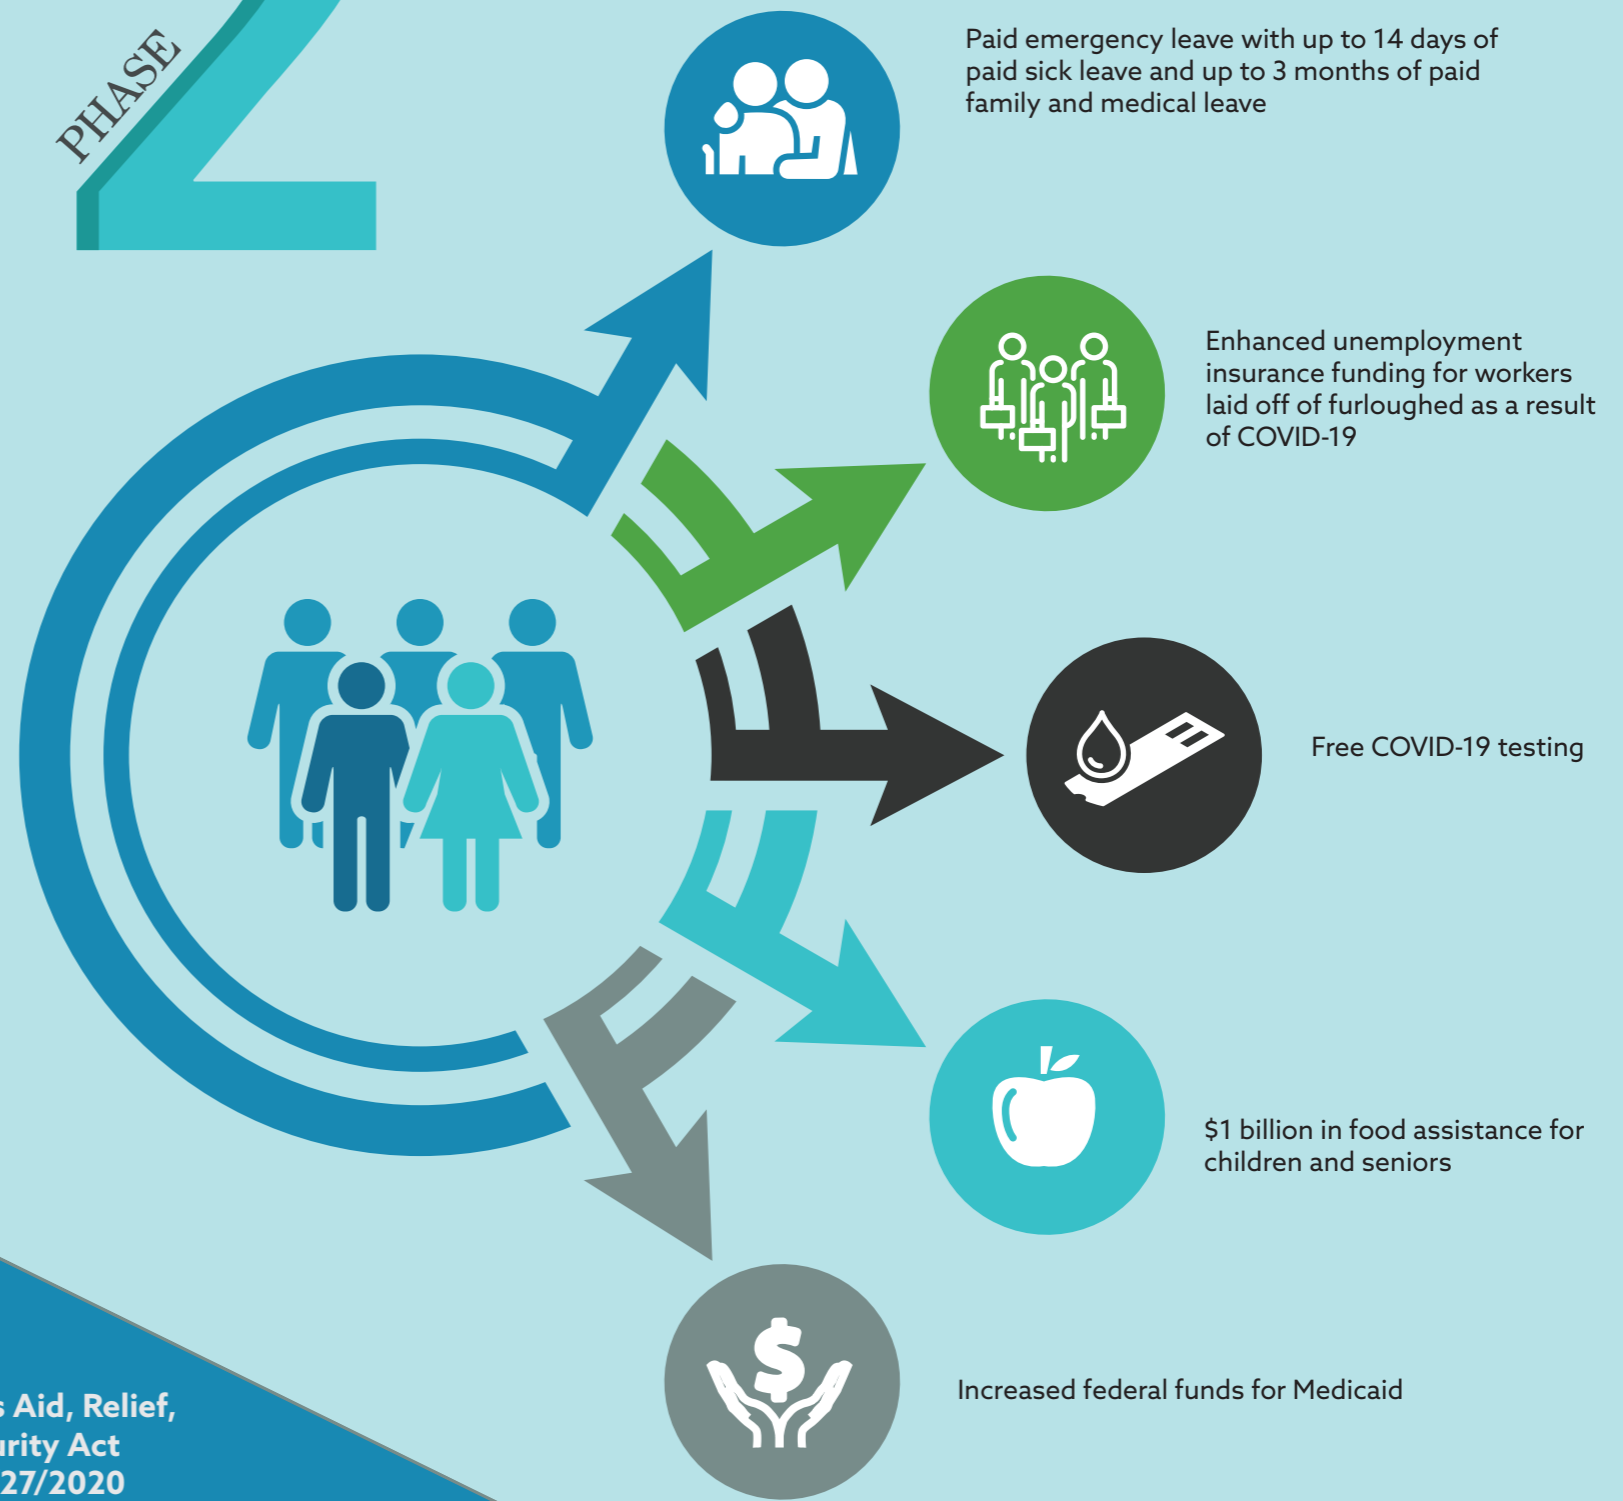 PHASE
2
Paid emergency leave with up to 14 days of
paid sick leave and up to 3 months of paid
family and medical leave
Enhanced unemployment
insurance funding for workers
laid off of furloughed as a result
of COVID-19
Free COVID-19 testing
$1 billion in food assistance for
children and seniors
$
Increased federal funds for Medicaid
Aid, Relief,
Act
27/2020